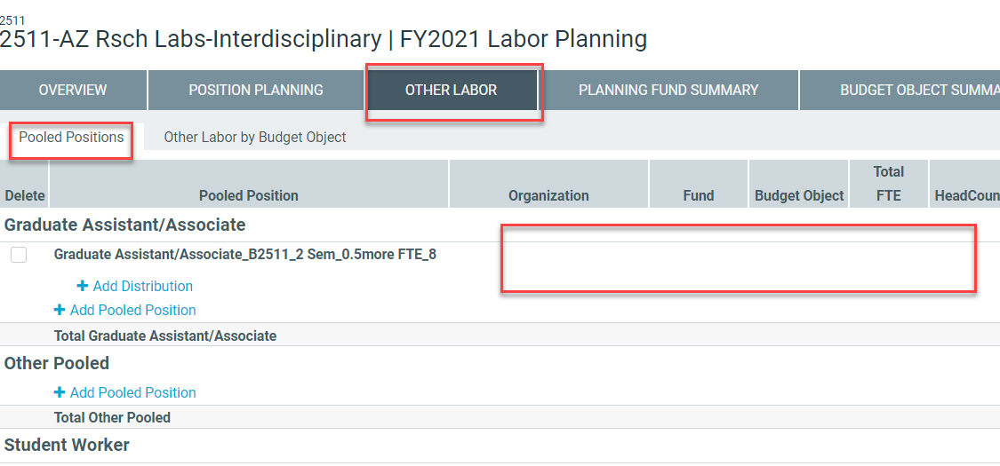 2511
2511-AZ Rsch Labs-Interdisciplinary | FY2021 Labor Planning
OVERVIEW POSITION PLANNING OTHER LABOR PLANNING FUND SUMMARY BUDGET OBJECT SUMMA
Pooled Positions Other Labor by Budget Object
Delete Pooled Position Organization Fund Budget Object Total FTE HeadCoun
Graduate Assistant/Associate
Graduate Assistant/Associate_B2511_2 Sem_0.5more FTE_8
+ Add Distribution
+ Add Pooled Position
Total Graduate Assistant/Associate
Other Pooled
+ Add Pooled Position
Total Other Pooled
Student Worker